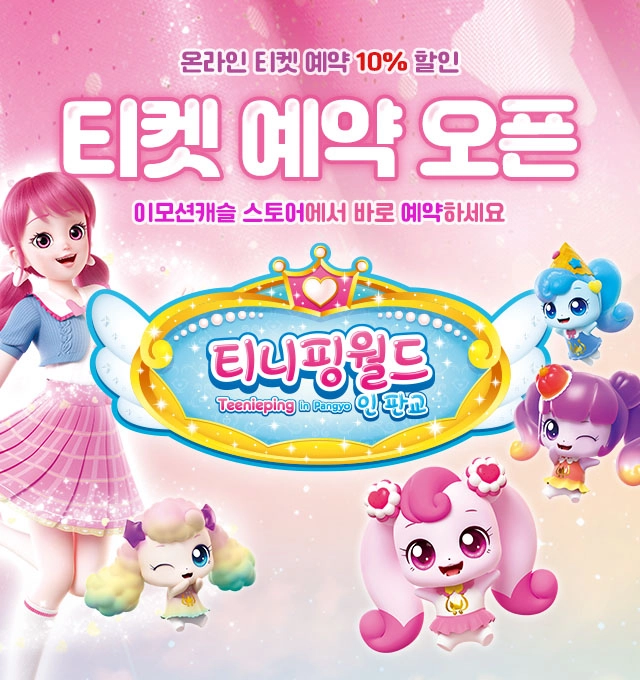 온라인 티켓 예약 10% 할인
티켓 예약 오픈
이모션캐슬 스토어에서 바로 예약하세요
티니핑월드
Teenieping in Pangyo 인 판교